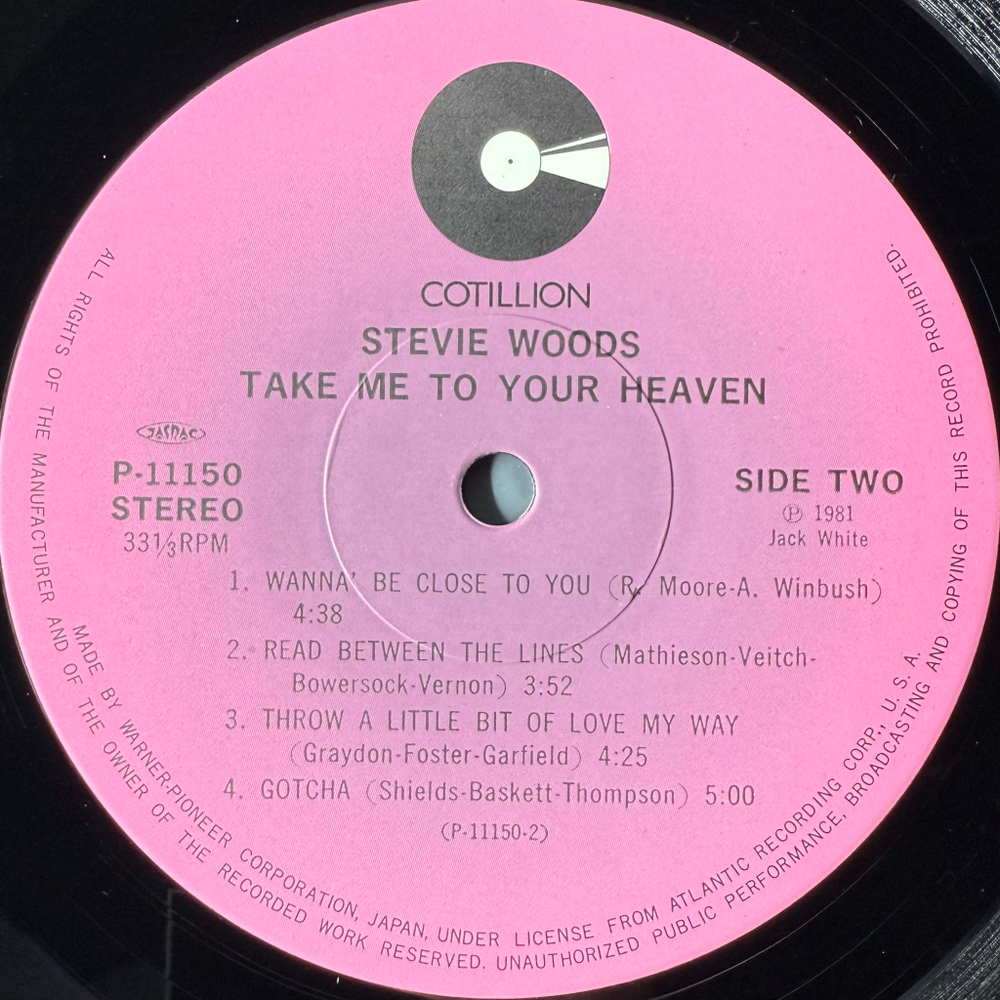 COTILLION
STEVIE WOODS
TAKE ME TO YOUR HEAVEN
JASRAC
P-11150
STEREO
33⅓RPM
SIDE TWO
Ⓟ 1981
Jack White
1. WANNA' BE CLOSE TO YOU (R. Moore-A. Winbush)
4:38
2. READ BETWEEN THE LINES (Mathieson-Veitch-
Bowersock-Vernon) 3:52
3. THROW A LITTLE BIT OF LOVE MY WAY
(Graydon-Foster-Garfield) 4:25
4. GOTCHA (Shields-Baskett-Thompson) 5:00
(P-11150-2)
MADE BY WARNER-PIONEER CORPORATION, JAPAN, UNDER LICENSE FROM ATLANTIC RECORDING CORP., U. S. A.
ALL RIGHTS OF THE MANUFACTURER AND OF THE OWNER OF THE RECORDED WORK RESERVED. UNAUTHORIZED PUBLIC PERFORMANCE, BROADCASTING AND COPYING OF THIS RECORD PROHIBITED.